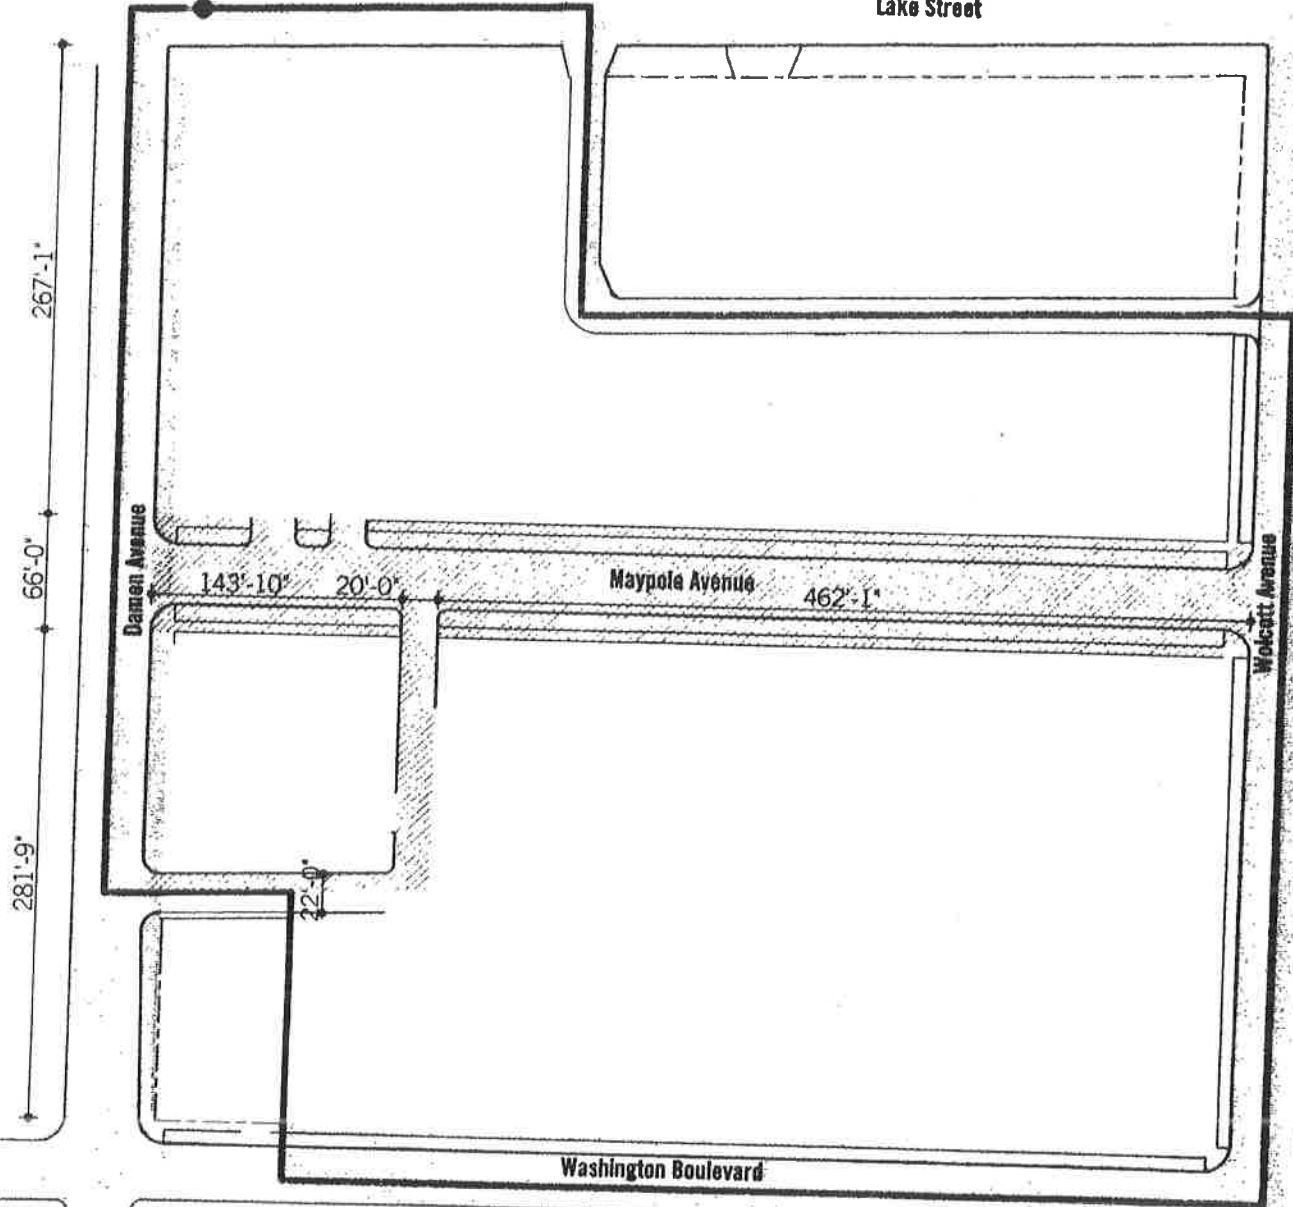 Lake Street
267'-1"
66'-0"
281'-9"
Damen Avenue
143'-10"
20'-0"
Maypole Avenue
462'-1"
Wolcott Avenue
22'-0"
Washington Boulevard